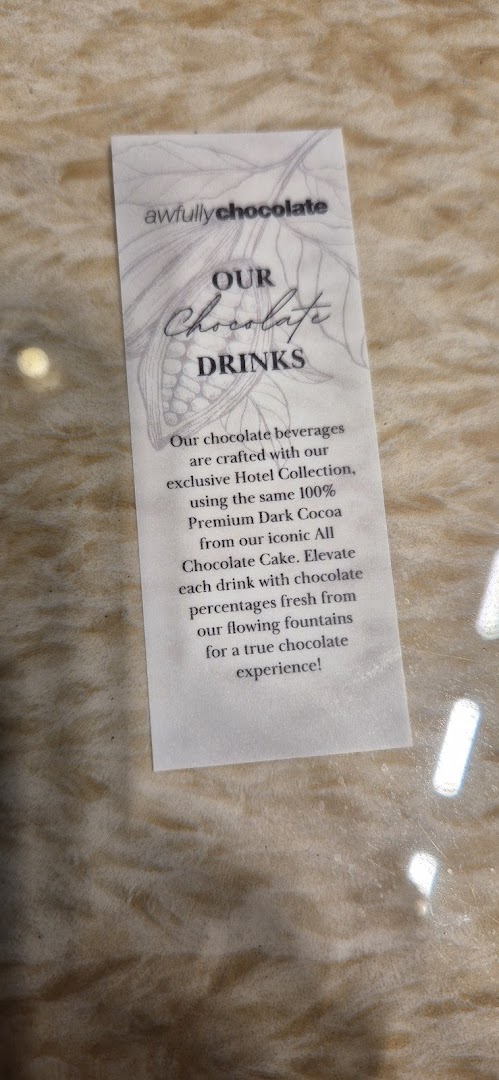 awfullychocolate
OUR
Chocolate
DRINKS
Our chocolate beverages
are crafted with our
exclusive Hotel Collection,
using the same 100%
Premium Dark Cocoa
from our iconic All
Chocolate Cake. Elevate
each drink with chocolate
percentages fresh from
our flowing fountains
for a true chocolate
experience!